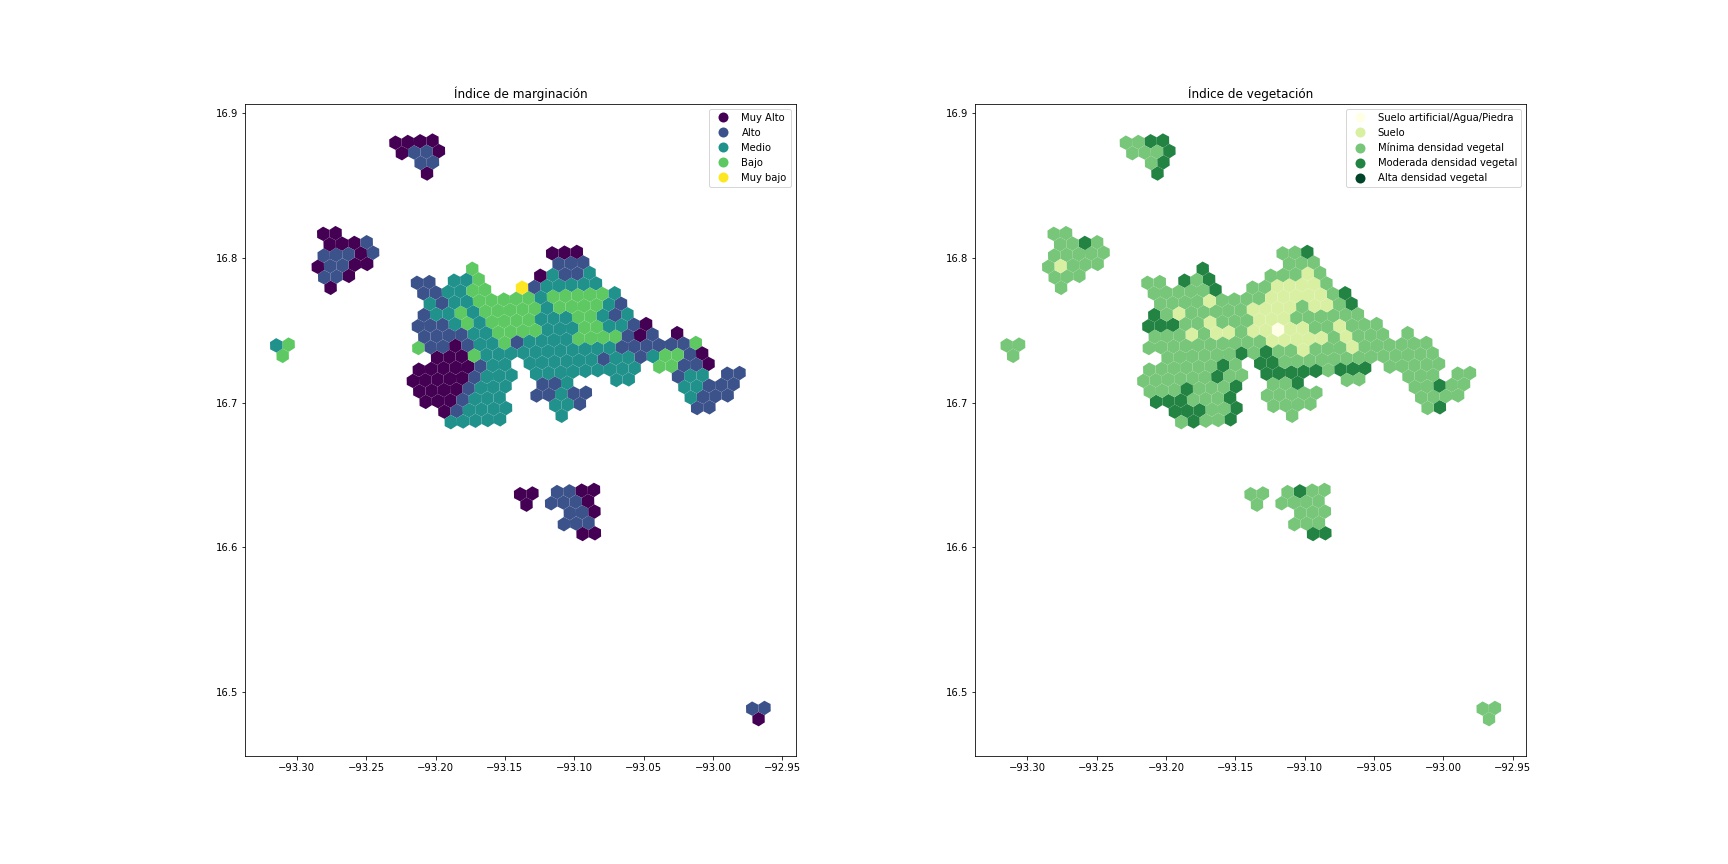 Índice de marginación
Muy Alto
Alto
Medio
Bajo
Muy bajo
16.9
16.8
16.7
16.6
16.5
−93.30 −93.25 −93.20 −93.15 −93.10 −93.05 −93.00 −92.95
Índice de vegetación
Suelo artificial/Agua/Piedra
Suelo
Mínima densidad vegetal
Moderada densidad vegetal
Alta densidad vegetal
16.9
16.8
16.7
16.6
16.5
−93.30 −93.25 −93.20 −93.15 −93.10 −93.05 −93.00 −92.95